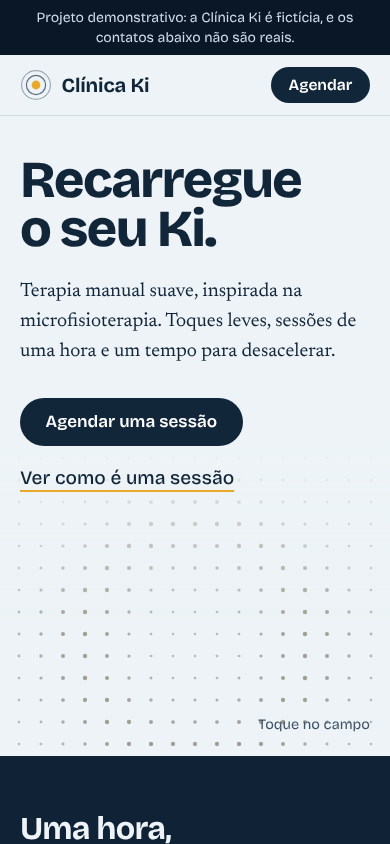 Projeto demonstrativo: a Clínica Ki é fictícia, e os
contatos abaixo não são reais.
Clínica Ki
Agendar
Recarregue
o seu Ki.
Terapia manual suave, inspirada na
microfisioterapia. Toques leves, sessões de
uma hora e um tempo para desacelerar.
Agendar uma sessão
Ver como é uma sessão
Toque no campo
Uma hora,